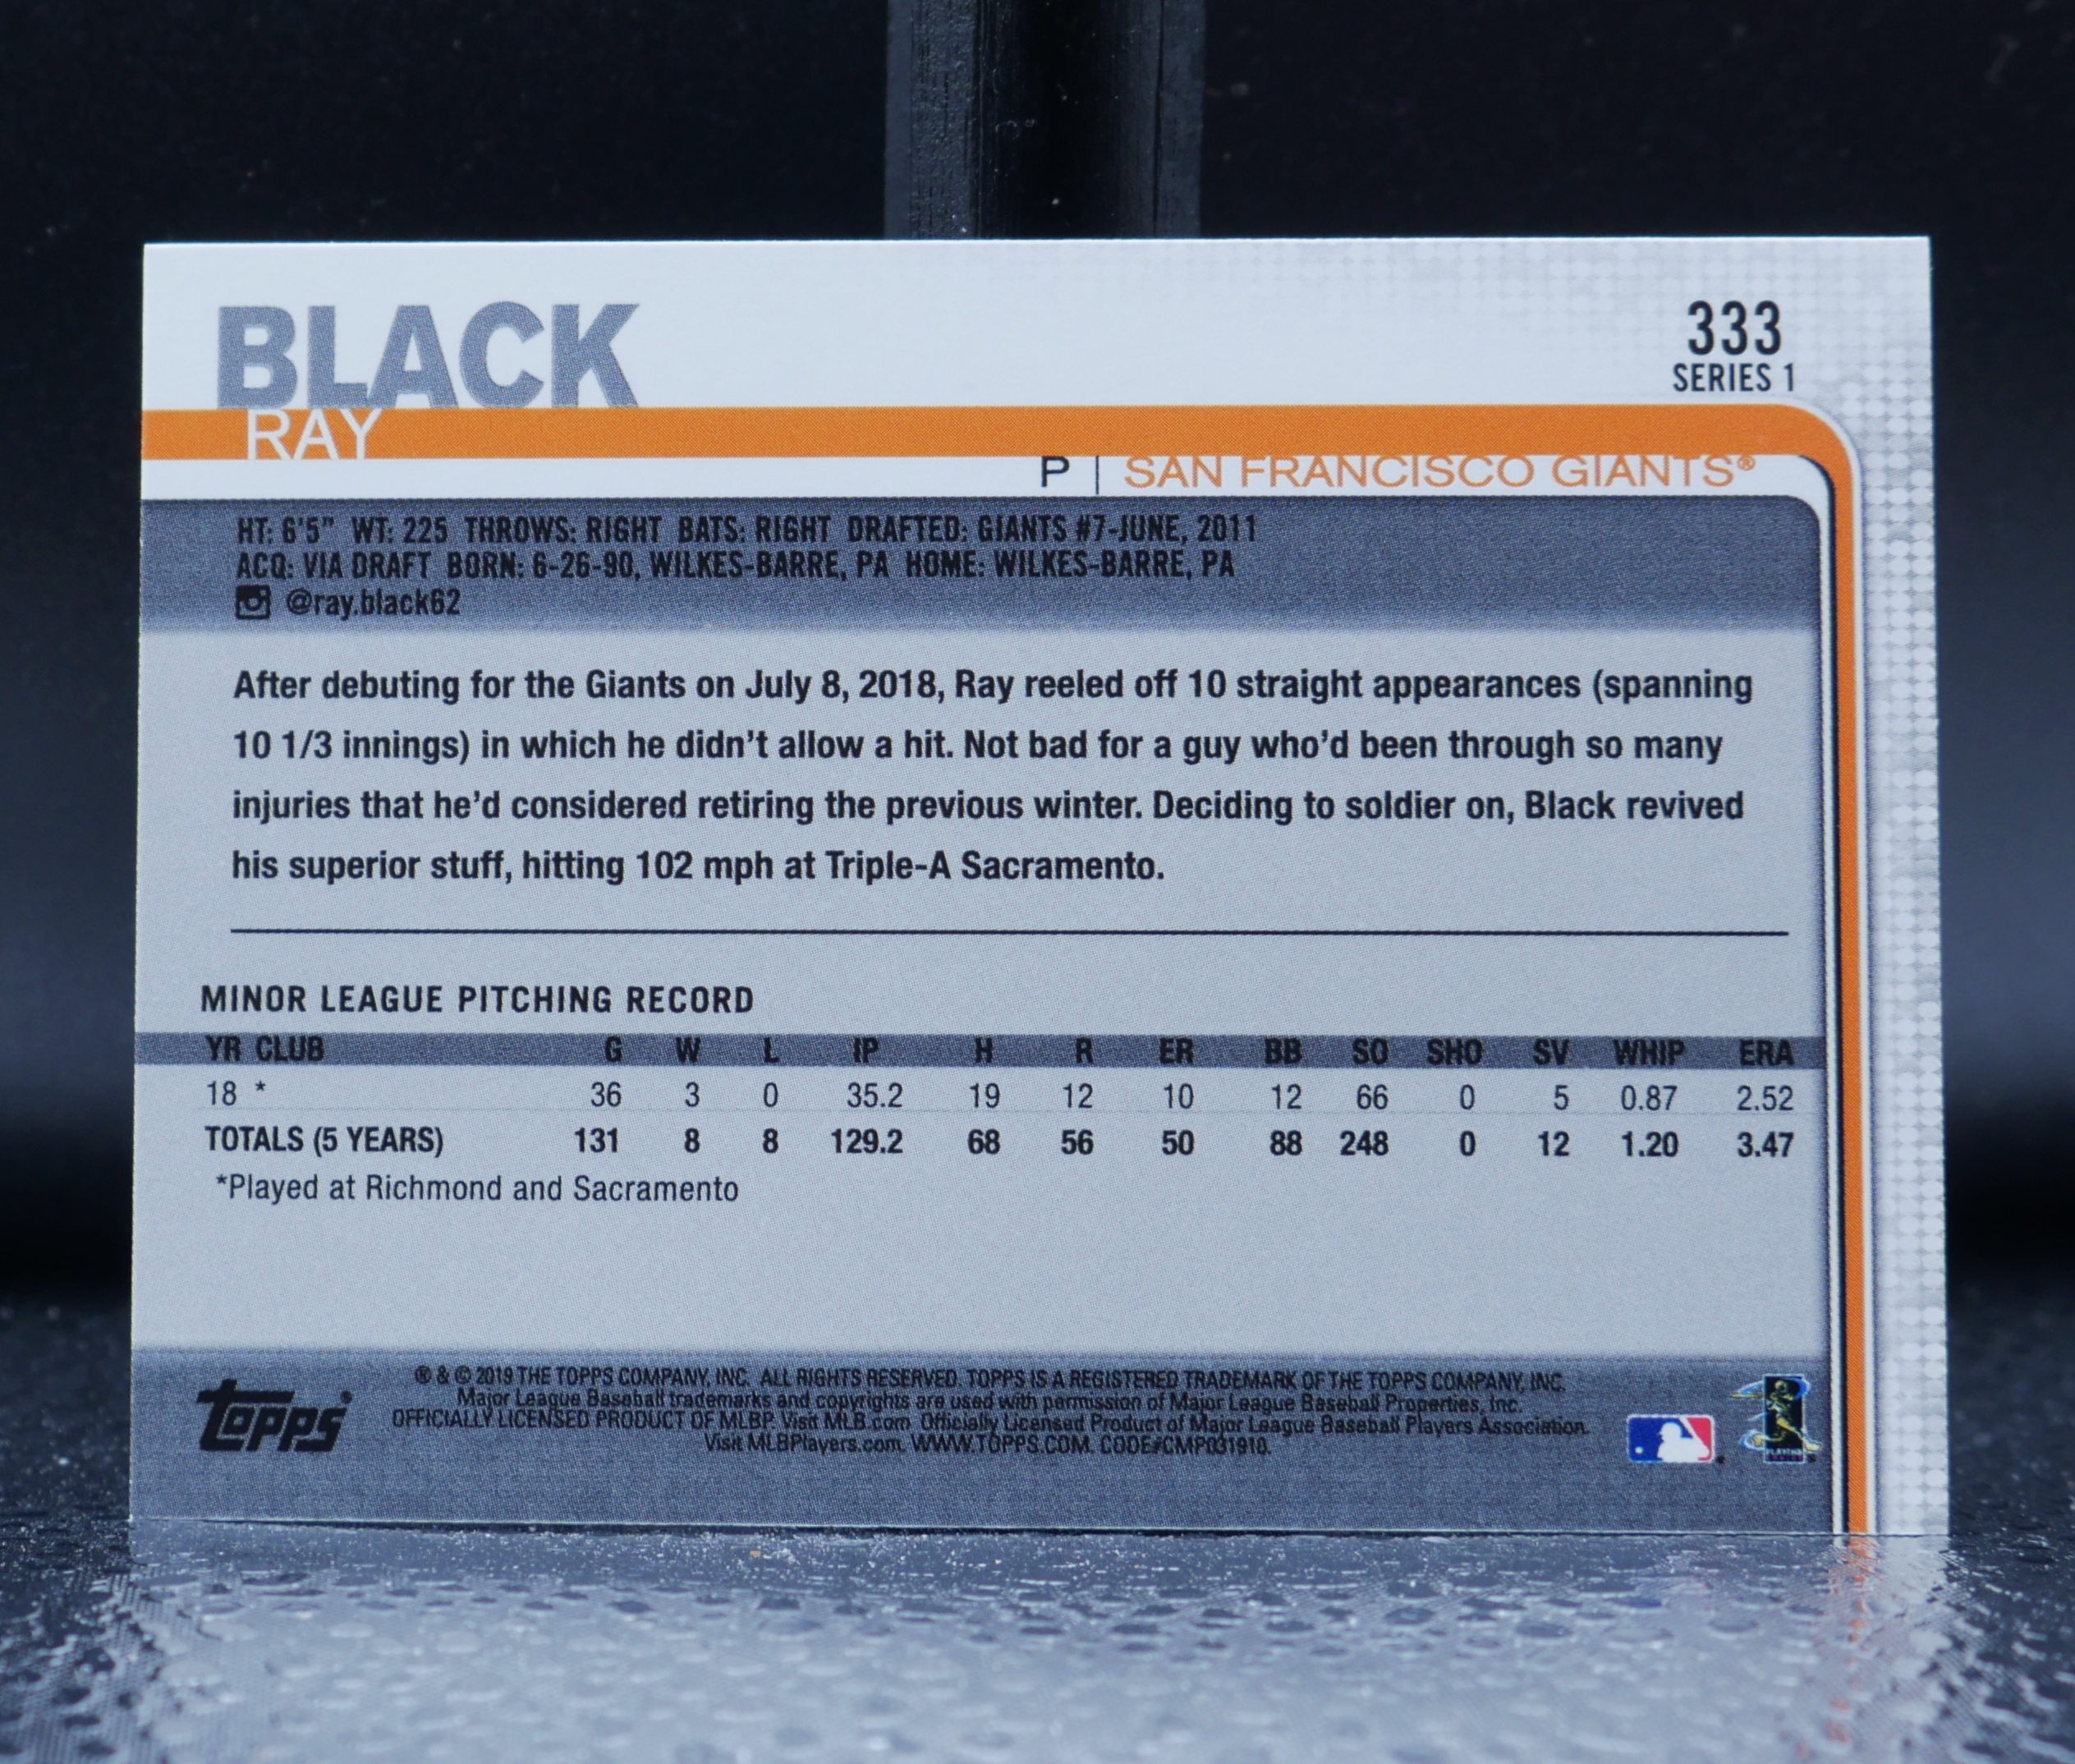 BLACK
RAY
333
SERIES 1
P | SAN FRANCISCO GIANTS®
HT: 6'5" WT: 225 THROWS: RIGHT BATS: RIGHT DRAFTED: GIANTS #7-JUNE, 2011
ACQ: VIA DRAFT BORN: 6-26-90, WILKES-BARRE, PA HOME: WILKES-BARRE, PA
@ray.black62
After debuting for the Giants on July 8, 2018, Ray reeled off 10 straight appearances (spanning
10 1/3 innings) in which he didn't allow a hit. Not bad for a guy who'd been through so many
injuries that he'd considered retiring the previous winter. Deciding to soldier on, Black revived
his superior stuff, hitting 102 mph at Triple-A Sacramento.
MINOR LEAGUE PITCHING RECORD
YR CLUB G W L IP H R ER BB SO SHO SV WHIP ERA
18 * 36 3 0 35.2 19 12 10 12 66 0 5 0.87 2.52
TOTALS (5 YEARS) 131 8 8 129.2 68 56 50 88 248 0 12 1.20 3.47
*Played at Richmond and Sacramento
topps®
® & © 2019 THE TOPPS COMPANY, INC. ALL RIGHTS RESERVED. TOPPS IS A REGISTERED TRADEMARK OF THE TOPPS COMPANY, INC.
Major League Baseball trademarks and copyrights are used with permission of Major League Baseball Properties, Inc.
OFFICIALLY LICENSED PRODUCT OF MLBP. Visit MLB.com. Officially Licensed Product of Major League Baseball Players Association.
Visit MLBPlayers.com. WWW.TOPPS.COM. CODE#CMP031910.